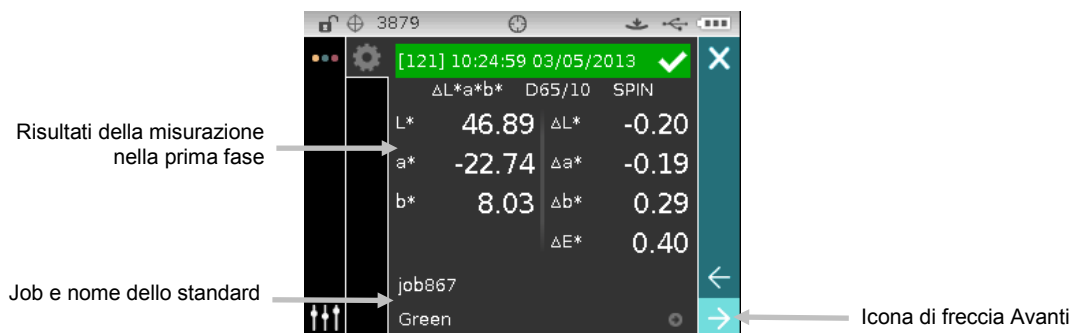 3879
[121] 10:24:59 03/05/2013
ΔL*a*b* D65/10 SPIN
L* 46.89 ΔL* -0.20
a* -22.74 Δa* -0.19
b* 8.03 Δb* 0.29
ΔE* 0.40
job867
Green
Risultati della misurazione
nella prima fase
Job e nome dello standard
Icona di freccia Avanti